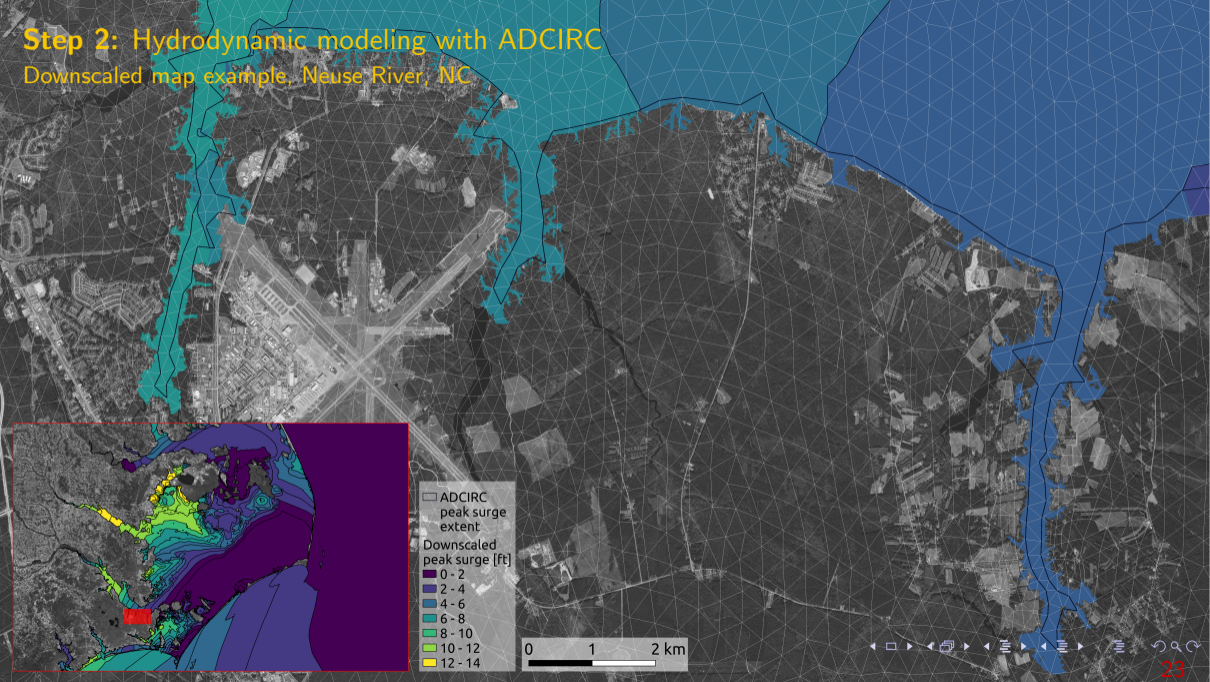 Step 2: Hydrodynamic modeling with ADCIRC
Downscaled map example, Neuse River, NC
ADCIRC
peak surge
extent
Downscaled
peak surge [ft]
0 - 2
2 - 4
4 - 6
6 - 8
8 - 10
10 - 12
12 - 14
0 1 2 km
23